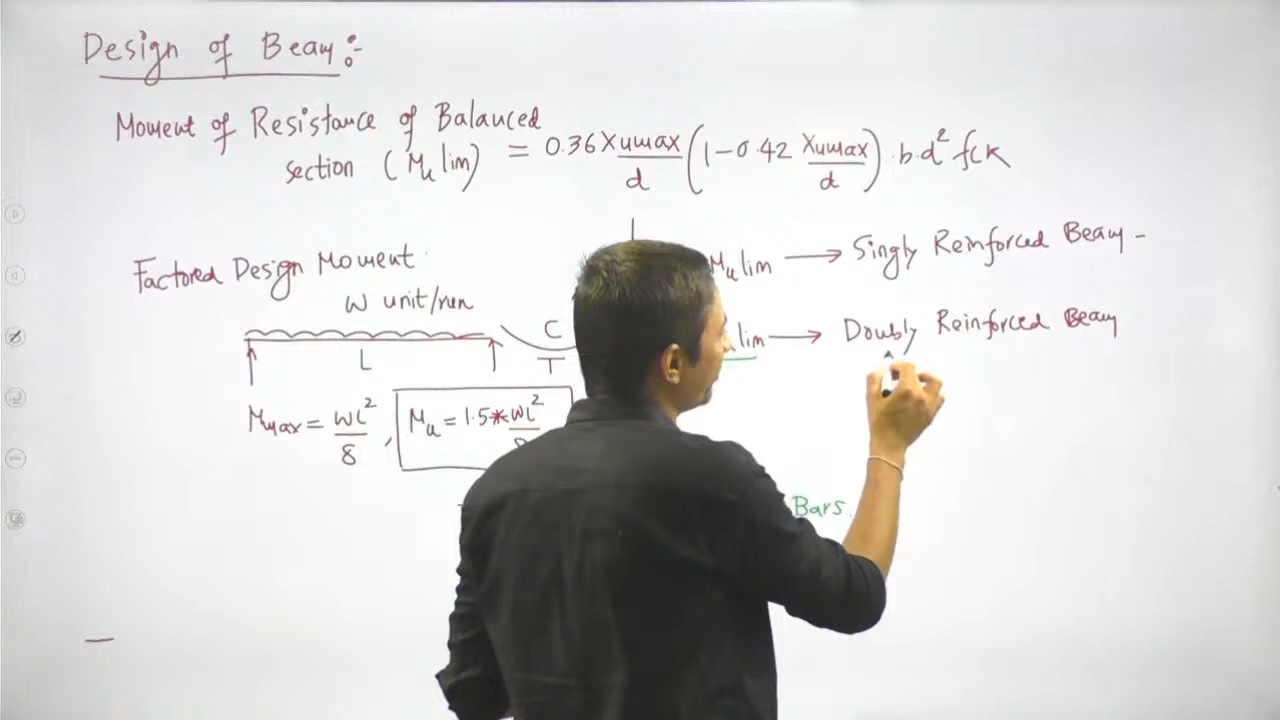 Design of Beam:-
Moment of Resistance of Balanced
section (Mu lim) = 0.36 Xumax/d (1-0.42 Xumax/d) .b.d² fck
Factored Design Moment
Mu lim → Singly Reinforced Beam -
w unit/run
lim → Doubly Reinforced Beam
L
C
T
Mmax = wl²/8 , Mu = 1.5*wl²
Bars.